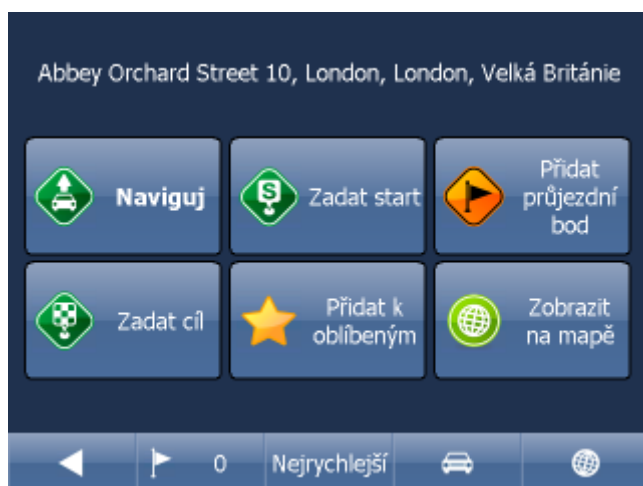 Abbey Orchard Street 10, London, London, Velká Británie
Naviguj
S
Zadat start
Přidat
průjezdní
bod
Zadat cíl
Přidat k
oblíbeným
Zobrazit
na mapě
0
Nejrychlejší